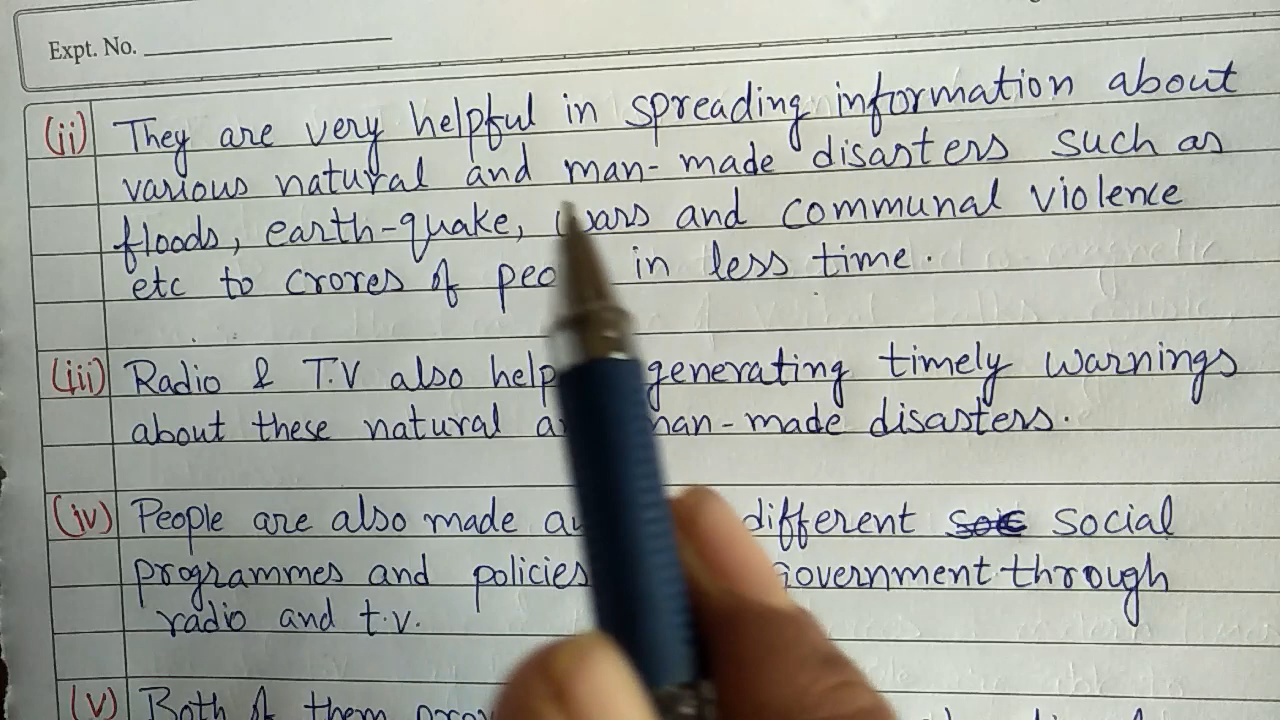 Expt. No.
(ii) They are very helpful in spreading information about
various natural and man-made disasters such as
floods, earth-quake, wars and communal violence
etc to crores of in less time.
(iii) Radio & T.V also help generating timely warnings
about these natural man-made disasters.
(iv) People are also made different social
programmes and policies government through
radio and t.v.
(v) Both of them